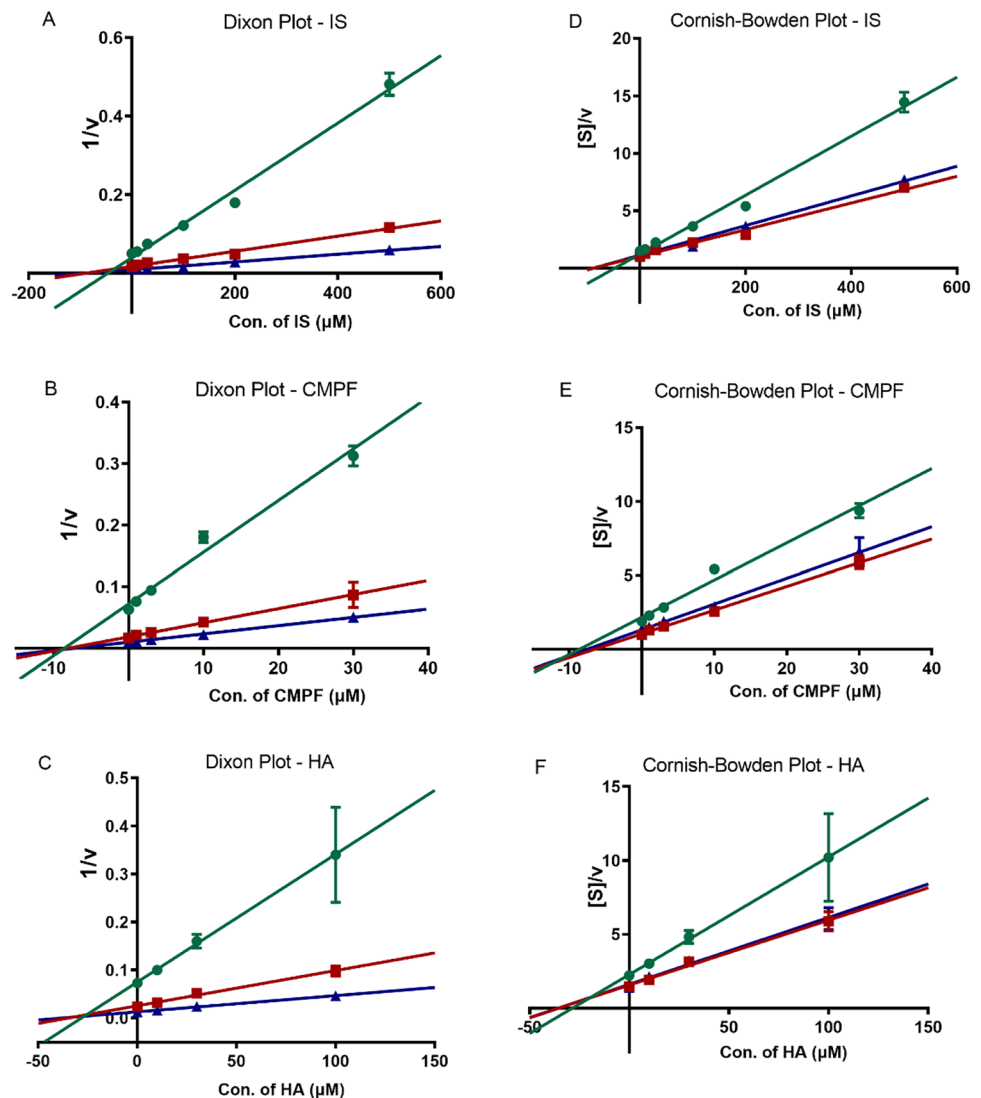 A
Dixon Plot - IS
0.6
0.4
0.2
1/v
-200
0
200
400
600
Con. of IS (µM)
D
Cornish-Bowden Plot - IS
20
15
10
5
[S]/v
0
200
400
600
Con. of IS (µM)
B
Dixon Plot - CMPF
0.4
0.3
0.2
0.1
1/v
-10
10
20
30
40
Con. of CMPF (µM)
E
Cornish-Bowden Plot - CMPF
15
10
5
[S]/v
-10
0
10
20
30
40
Con. of CMPF (µM)
C
Dixon Plot - HA
0.5
0.4
0.3
0.2
0.1
0.0
1/v
-50
0
50
100
150
Con. of HA (µM)
F
Cornish-Bowden Plot - HA
15
10
5
[S]/v
-50
50
100
150
Con. of HA (µM)